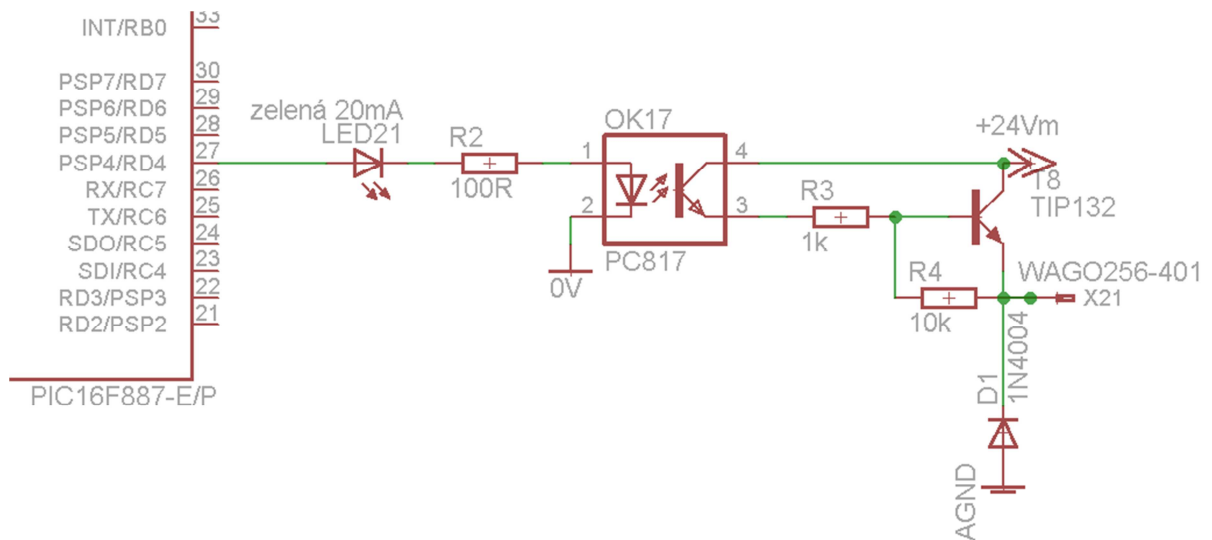 33
INT/RB0
30
PSP7/RD7
29
PSP6/RD6
28
PSP5/RD5
27
PSP4/RD4
26
RX/RC7
25
TX/RC6
24
SDO/RC5
23
SDI/RC4
22
RD3/PSP3
21
RD2/PSP2
PIC16F887-E/P
zelená 20mA
LED21
R2
100R
OK17
1
2
4
3
PC817
0V
R3
1k
R4
10k
+24Vm
T8
TIP132
WAGO256-401
X21
D1
1N4004
AGND